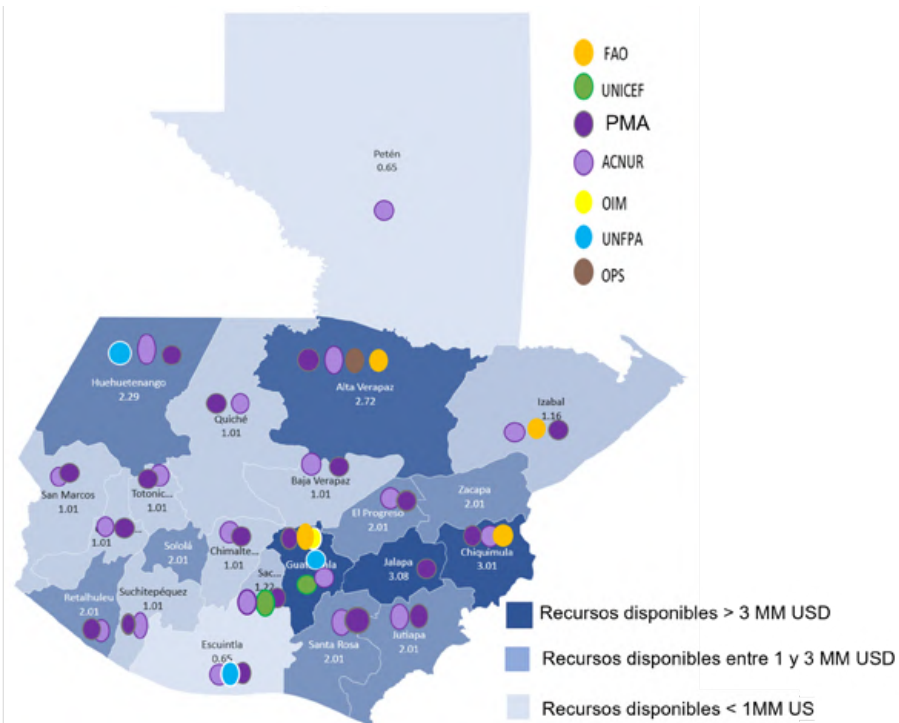 FAO
UNICEF
PMA
ACNUR
OIM
UNFPA
OPS
Petén
0.65
Huehuetenango
2.29
Alta Verapaz
2.72
Quiché
1.01
Izabal
1.16
San Marcos
1.01
Totonic...
1.01
Baja Verapaz
1.01
El Progreso
2.01
Zacapa
2.01
1.01
Sololá
2.01
Chimalte...
1.01
Sac...
1.22
Jalapa
3.08
Chiquimula
3.01
Retalhuleu
2.01
Suchitepéquez
1.01
Escuintla
0.65
Santa Rosa
2.01
Jutiapa
2.01
Recursos disponibles > 3 MM USD
Recursos disponibles entre 1 y 3 MM USD
Recursos disponibles < 1MM US